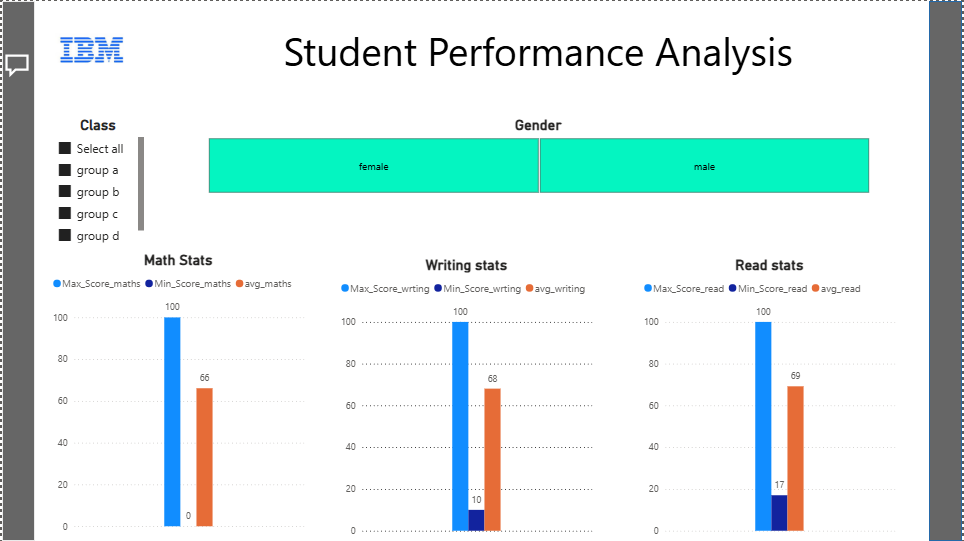 IBM
Student Performance Analysis
Class
Select all
group a
group b
group c
group d
Gender
female
male
Math Stats
Max_Score_maths Min_Score_maths avg_maths
100
80
60
40
20
0
100
0
66
Writing stats
Max_Score_wrting Min_Score_wrting avg_writing
100
80
60
40
20
0
100
10
68
Read stats
Max_Score_read Min_Score_read avg_read
100
80
60
40
20
0
100
17
69